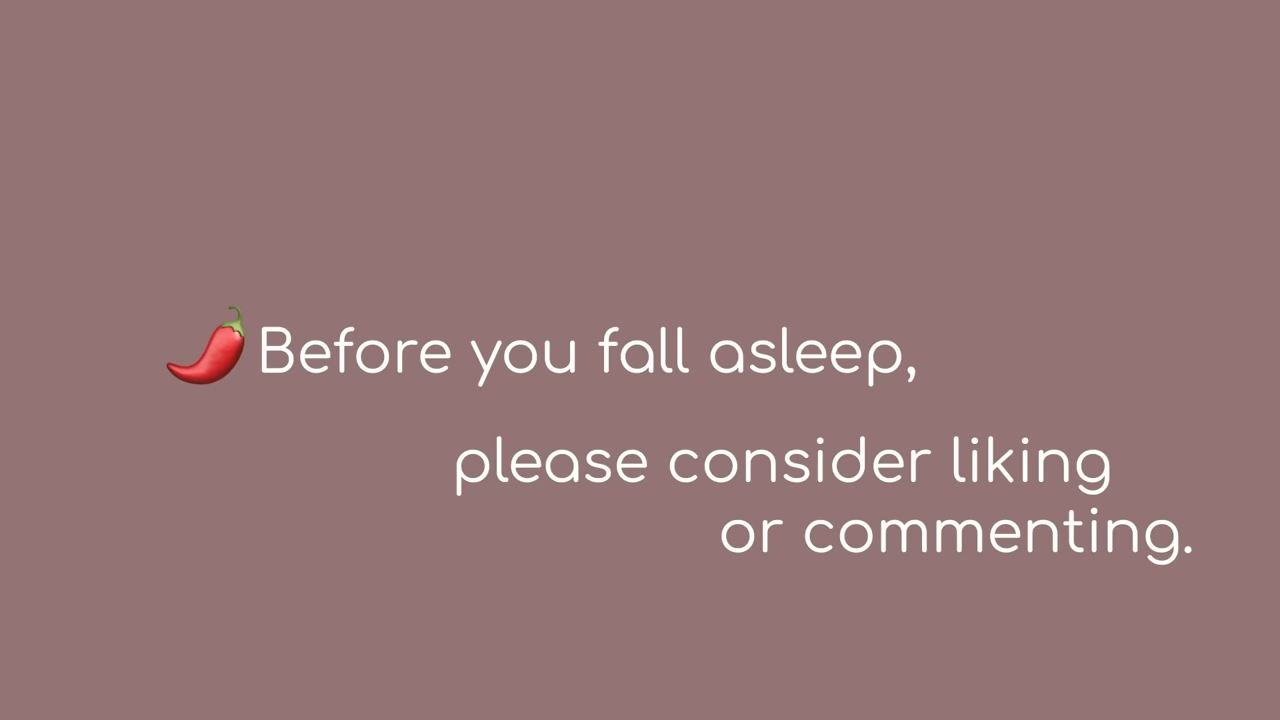 🌶️Before you fall asleep,
please consider liking
or commenting.